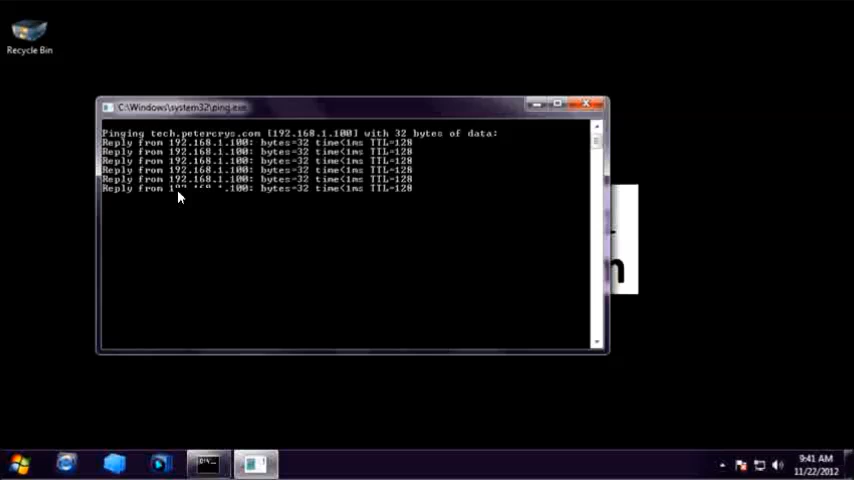 Recycle Bin
C:\Windows\system32\ping.exe
Pinging tech.petercrys.com [192.168.1.100] with 32 bytes of data:
Reply from 192.168.1.100: bytes=32 time<1ms TTL=128
Reply from 192.168.1.100: bytes=32 time<1ms TTL=128
Reply from 192.168.1.100: bytes=32 time<1ms TTL=128
Reply from 192.168.1.100: bytes=32 time<1ms TTL=128
Reply from 192.168.1.100: bytes=32 time<1ms TTL=128
Reply from 192.168.1.100: bytes=32 time<1ms TTL=128
9:41 AM
11/22/2012